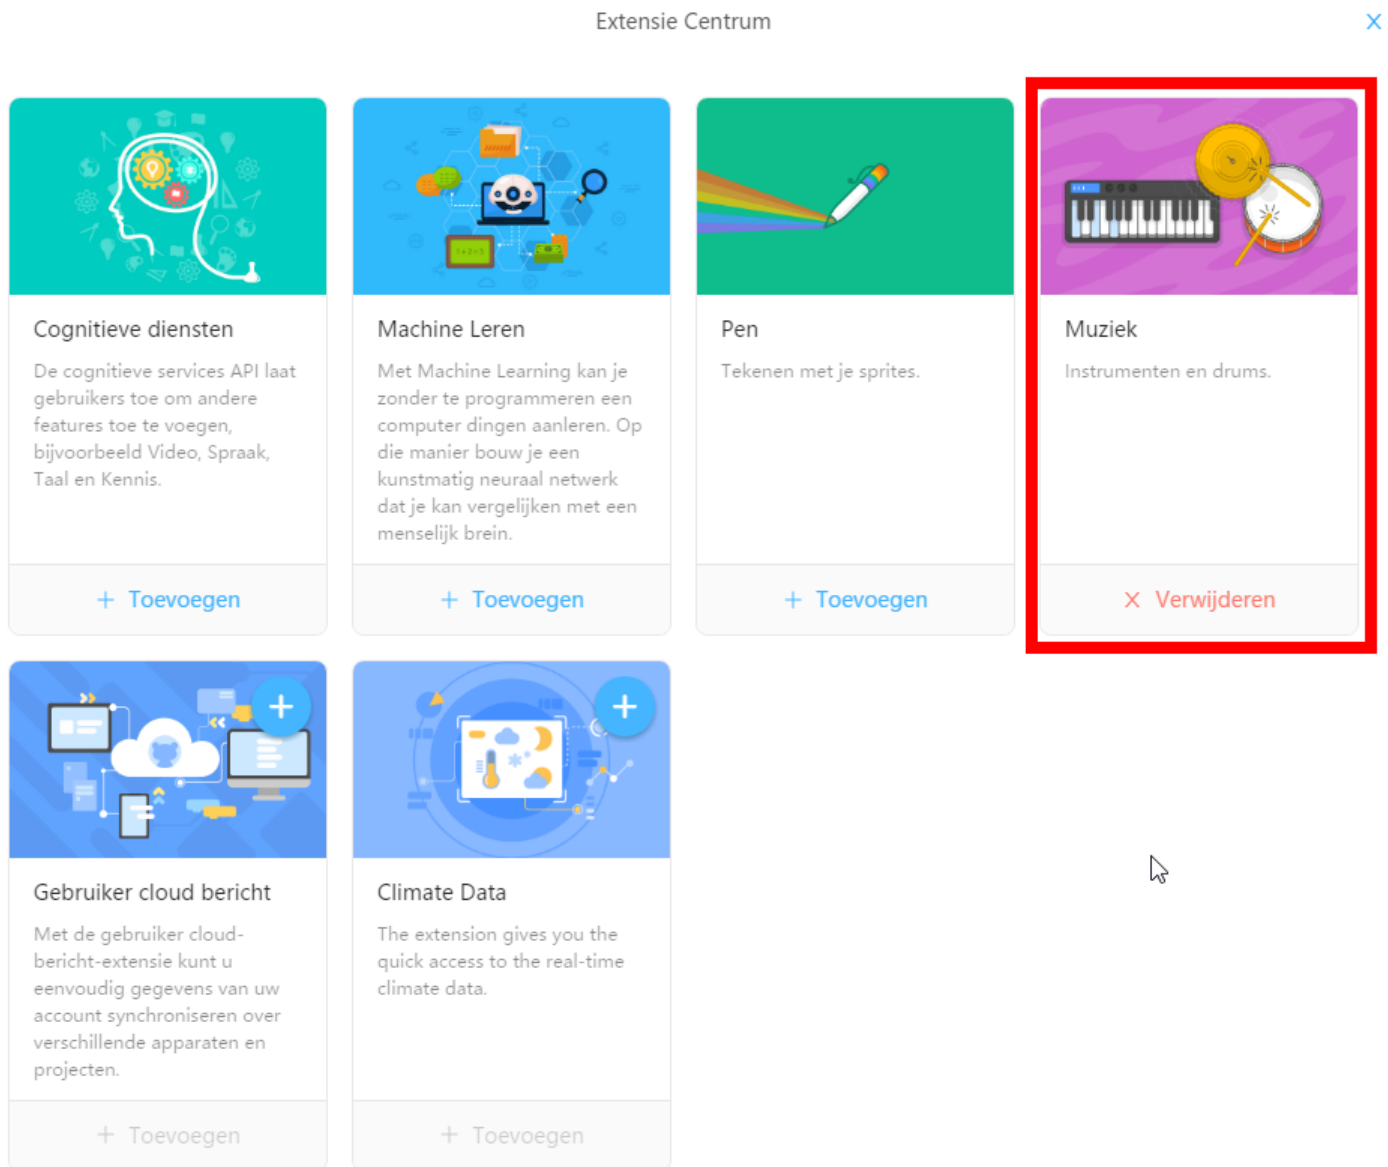 Extensie Centrum
Cognitieve diensten
De cognitieve services API laat
gebruikers toe om andere
features toe te voegen,
bijvoorbeeld Video, Spraak,
Taal en Kennis.
+ Toevoegen
1+2=3
Machine Leren
Met Machine Learning kan je
zonder te programmeren een
computer dingen aanleren. Op
die manier bouw je een
kunstmatig neuraal netwerk
dat je kan vergelijken met een
menselijk brein.
+ Toevoegen
Pen
Tekenen met je sprites.
+ Toevoegen
Muziek
Instrumenten en drums.
X Verwijderen
Gebruiker cloud bericht
Met de gebruiker cloud-
bericht-extensie kunt u
eenvoudig gegevens van uw
account synchroniseren over
verschillende apparaten en
projecten.
+ Toevoegen
Climate Data
The extension gives you the
quick access to the real-time
climate data.
+ Toevoegen